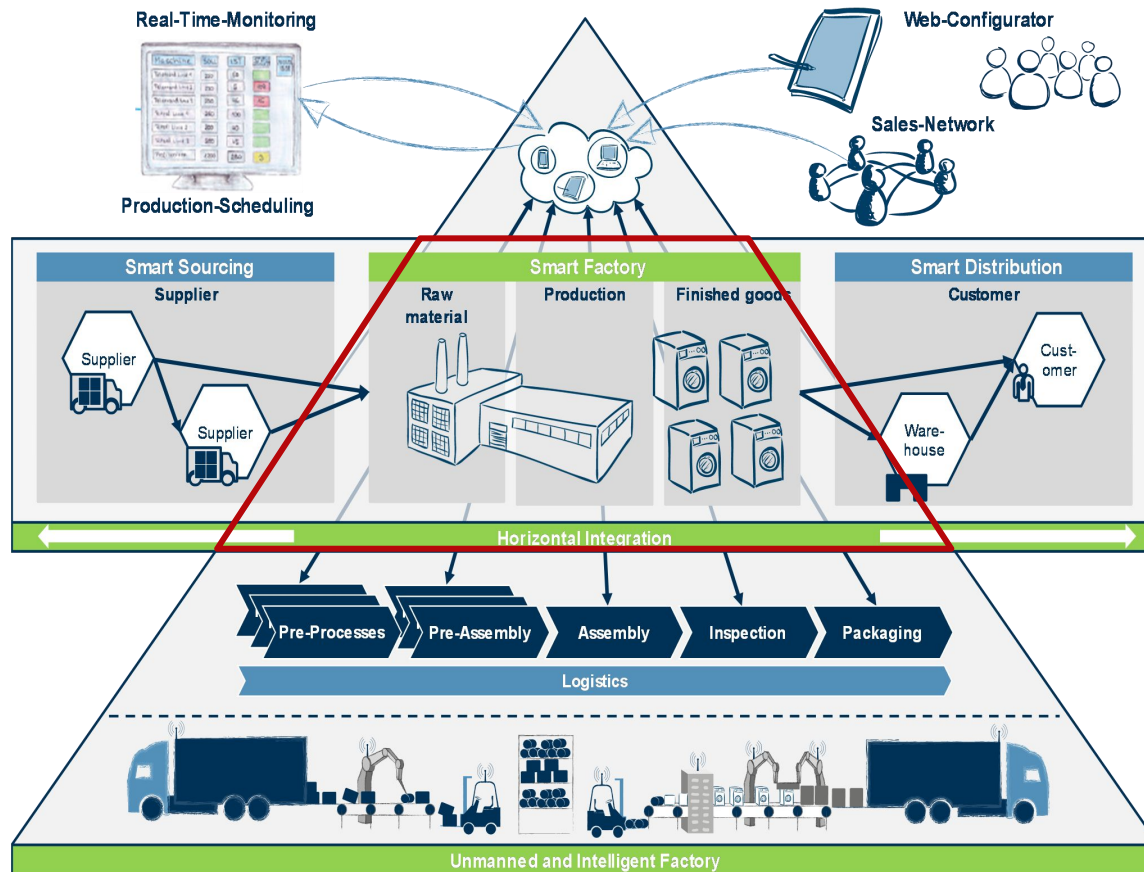 Real-Time-Monitoring
Web-Configurator
Maschine
Sales-Network
Production-Scheduling
Smart Sourcing
Smart Factory
Smart Distribution
Supplier
Raw
material
Production
Finished goods
Customer
Supplier
Supplier
Cust-
omer
Ware-
house
Horizontal Integration
Pre-Processes
Pre-Assembly
Assembly
Inspection
Packaging
Logistics
Unmanned and Intelligent Factory